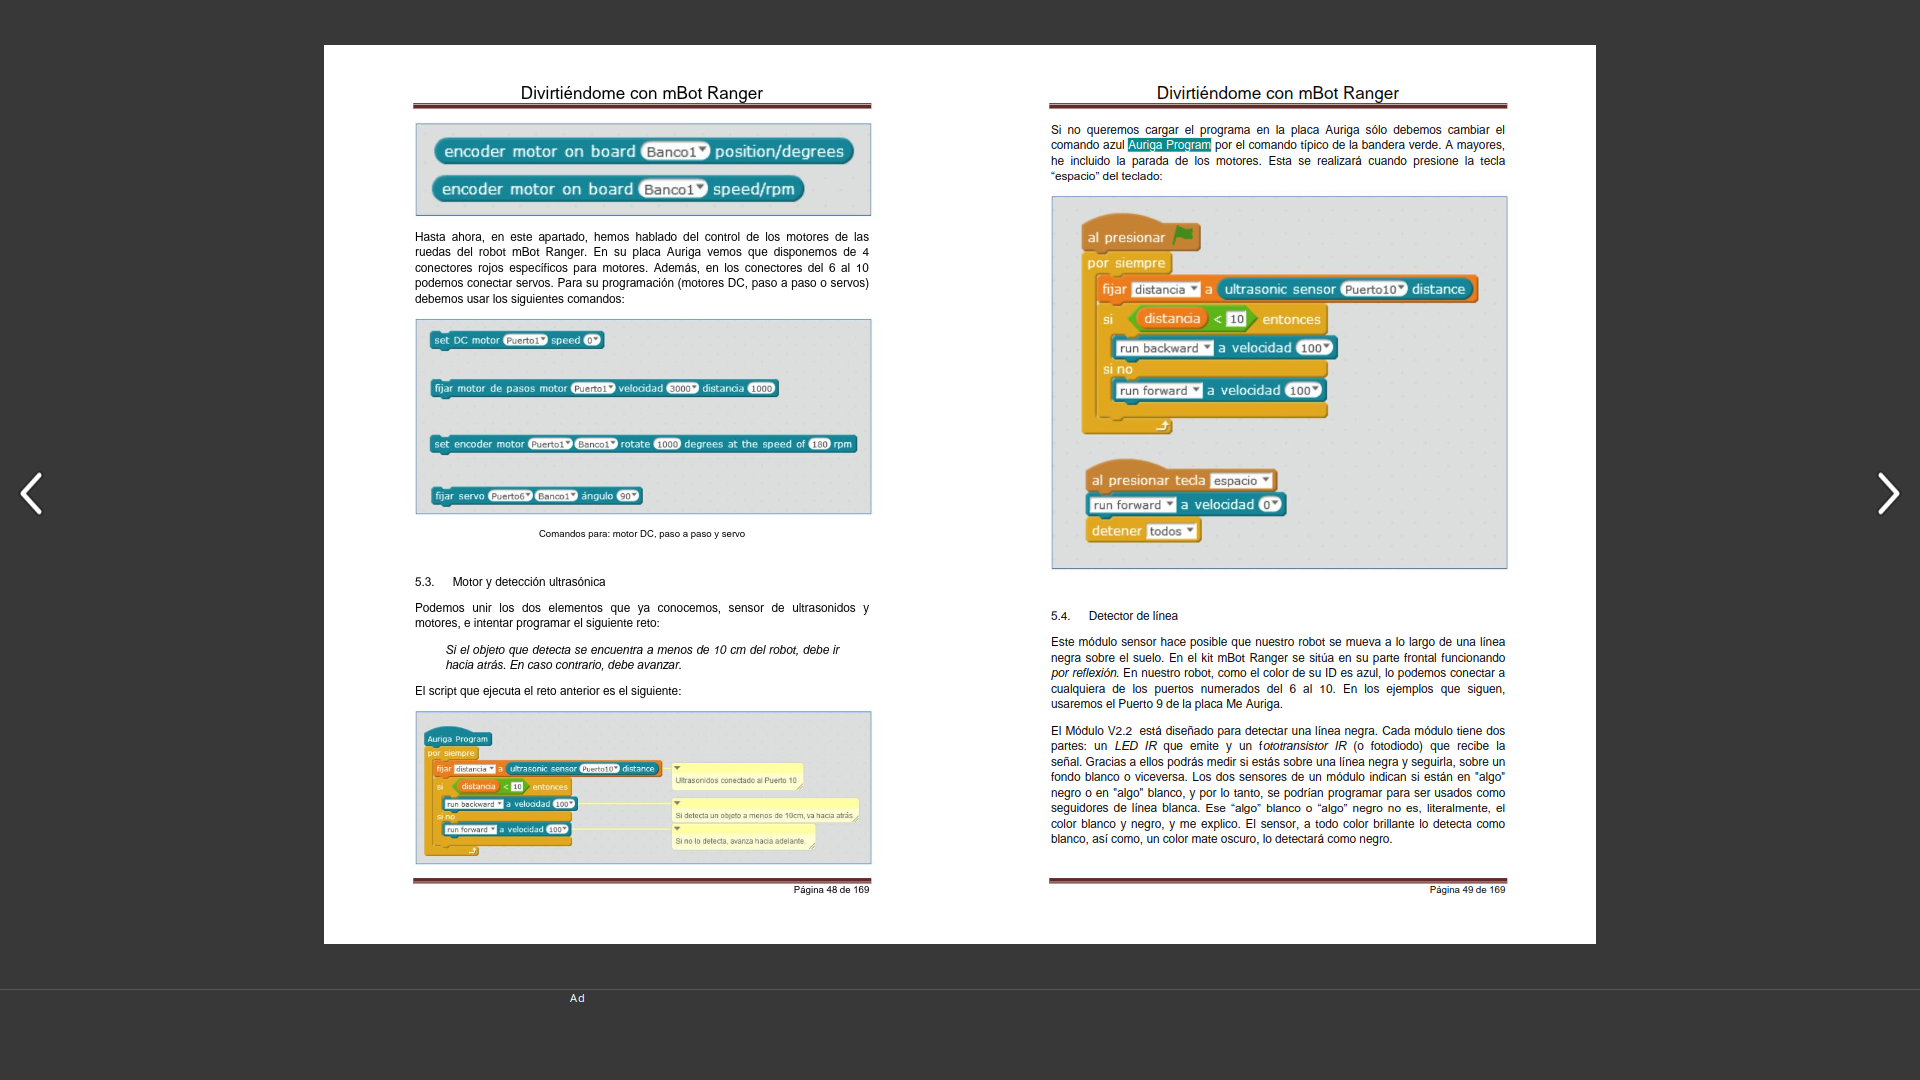 Divirtiéndome con mBot Ranger
encoder motor on board Banco1 position/degrees
encoder motor on board Banco1 speed/rpm
Hasta ahora, en este apartado, hemos hablado del control de los motores de las
ruedas del robot mBot Ranger. En su placa Auriga vemos que disponemos de 4
conectores rojos específicos para motores. Además, en los conectores del 6 al 10
podemos conectar servos. Para su programación (motores DC, paso a paso o servos)
debemos usar los siguientes comandos:
set DC motor Puerto1 speed 0
fijar motor de pasos motor Puerto1 velocidad 3000 distancia 1000
set encoder motor Puerto1 Banco1 rotate 1000 degrees at the speed of 180 rpm
fijar servo Puerto6 Banco1 ángulo 90
Comandos para: motor DC, paso a paso y servo
5.3. Motor y detección ultrasónica
Podemos unir los dos elementos que ya conocemos, sensor de ultrasonidos y
motores, e intentar programar el siguiente reto:
Si el objeto que detecta se encuentra a menos de 10 cm del robot, debe ir
hacia atrás. En caso contrario, debe avanzar.
El script que ejecuta el reto anterior es el siguiente:
Auriga Program
por siempre
fijar distancia a ultrasonic sensor Puerto10 distance
Ultrasonidos conectado al Puerto 10
si distancia < 10 entonces
run backward a velocidad 100
Si detecta un objeto a menos de 10cm, va hacia atrás
si no
run forward a velocidad 100
Si no lo detecta, avanza hacia adelante.
Página 48 de 169
Divirtiéndome con mBot Ranger
Si no queremos cargar el programa en la placa Auriga sólo debemos cambiar el
comando azul Auriga Program por el comando típico de la bandera verde. A mayores,
he incluido la parada de los motores. Esta se realizará cuando presione la tecla
“espacio” del teclado:
al presionar
por siempre
fijar distancia a ultrasonic sensor Puerto10 distance
si distancia < 10 entonces
run backward a velocidad 100
si no
run forward a velocidad 100
al presionar tecla espacio
run forward a velocidad 0
detener todos
5.4. Detector de línea
Este módulo sensor hace posible que nuestro robot se mueva a lo largo de una línea
negra sobre el suelo. En el kit mBot Ranger se sitúa en su parte frontal funcionando
por reflexión. En nuestro robot, como el color de su ID es azul, lo podemos conectar a
cualquiera de los puertos numerados del 6 al 10. En los ejemplos que siguen,
usaremos el Puerto 9 de la placa Me Auriga.
El Módulo V2.2 está diseñado para detectar una línea negra. Cada módulo tiene dos
partes: un LED IR que emite y un fototransistor IR (o fotodiodo) que recibe la
señal. Gracias a ellos podrás medir si estás sobre una línea negra y seguirla, sobre un
fondo blanco o viceversa. Los dos sensores de un módulo indican si están en "algo"
negro o en "algo" blanco, y por lo tanto, se podrían programar para ser usados como
seguidores de línea blanca. Ese “algo” blanco o “algo” negro no es, literalmente, el
color blanco y negro, y me explico. El sensor, a todo color brillante lo detecta como
blanco, así como, un color mate oscuro, lo detectará como negro.
Página 49 de 169
Ad